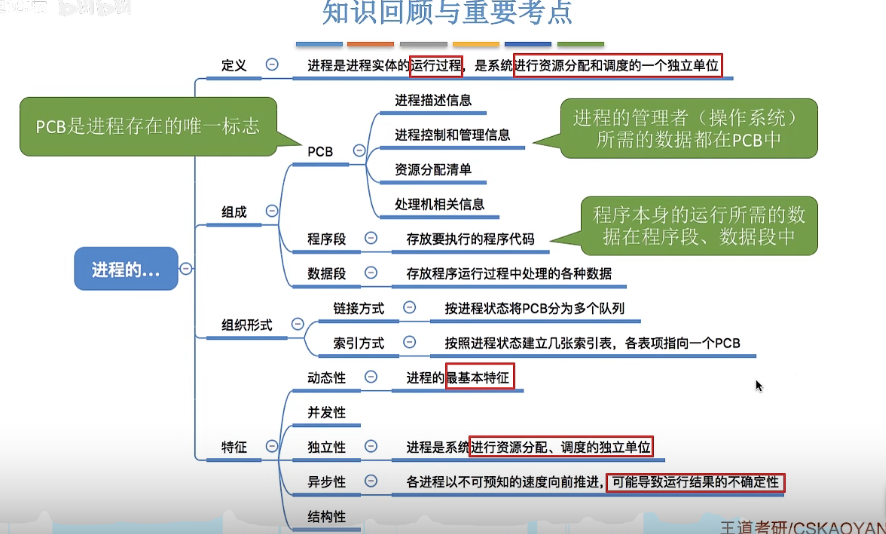 知识回顾与重要考点
定义
进程是进程实体的运行过程，是系统进行资源分配和调度的一个独立单位
PCB是进程存在的唯一标志
进程描述信息
进程的管理者（操作系统）
所需的数据都在PCB中
进程控制和管理信息
PCB
资源分配清单
处理机相关信息
组成
程序本身的运行所需的数
据在程序段、数据段中
程序段
存放要执行的程序代码
进程的...
数据段
存放程序运行过程中处理的各种数据
链接方式
按进程状态将PCB分为多个队列
组织形式
索引方式
按照进程状态建立几张索引表，各表项指向一个PCB
动态性
进程的最基本特征
并发性
特征
独立性
进程是系统进行资源分配、调度的独立单位
异步性
各进程以不可预知的速度向前推进，可能导致运行结果的不确定性
结构性
王道考研/CSKAOYAN